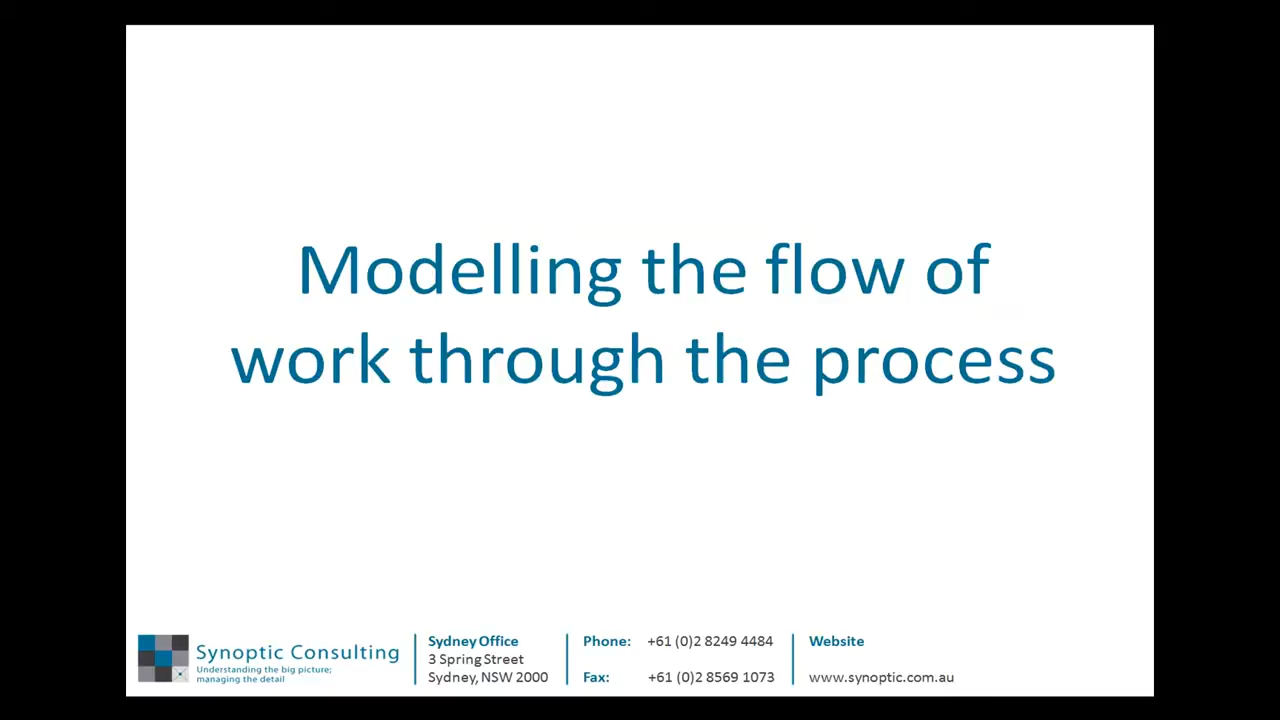 Modelling the flow of
work through the process
Synoptic Consulting
Understanding the big picture;
managing the detail
Sydney Office
3 Spring Street
Sydney, NSW 2000
Phone: +61 (0)2 8249 4484
Fax: +61 (0)2 8569 1073
Website
www.synoptic.com.au